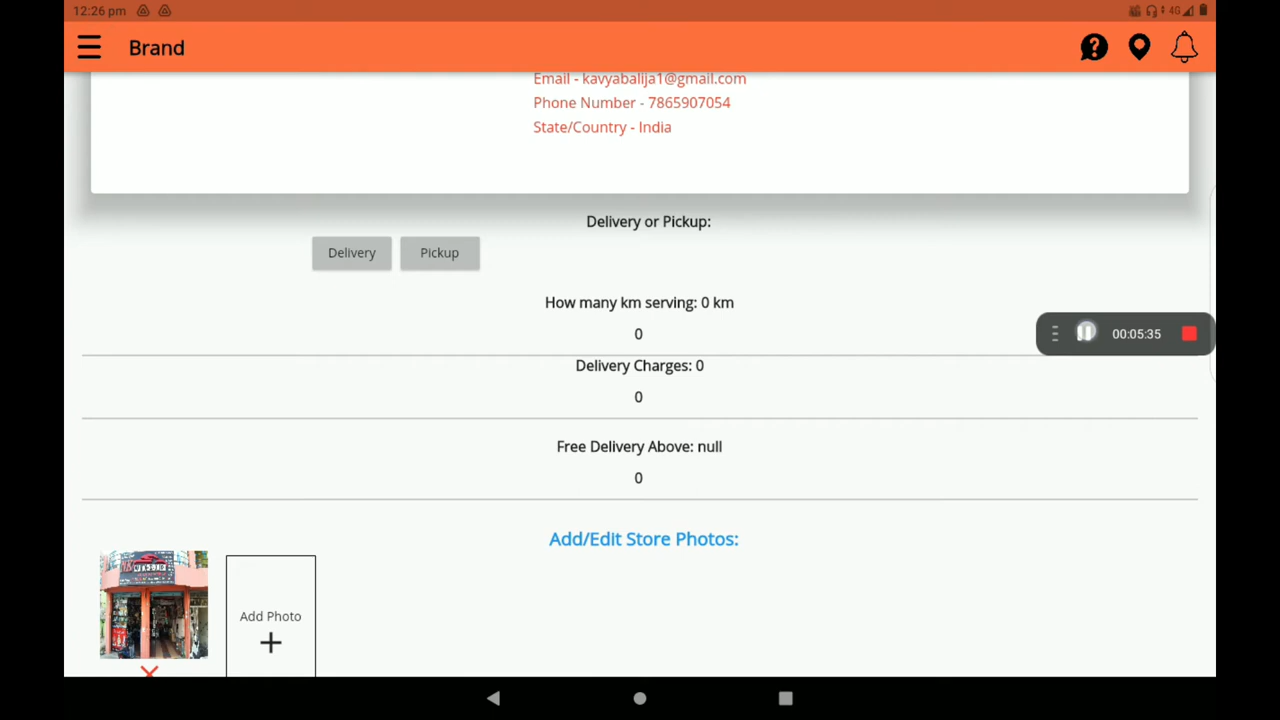 12:26 pm
4G
Brand
Email - kavyabalija1@gmail.com
Phone Number - 7865907054
State/Country - India
Delivery or Pickup:
Delivery
Pickup
How many km serving: 0 km
0
00:05:35
Delivery Charges: 0
0
Free Delivery Above: null
0
Add/Edit Store Photos:
Add Photo